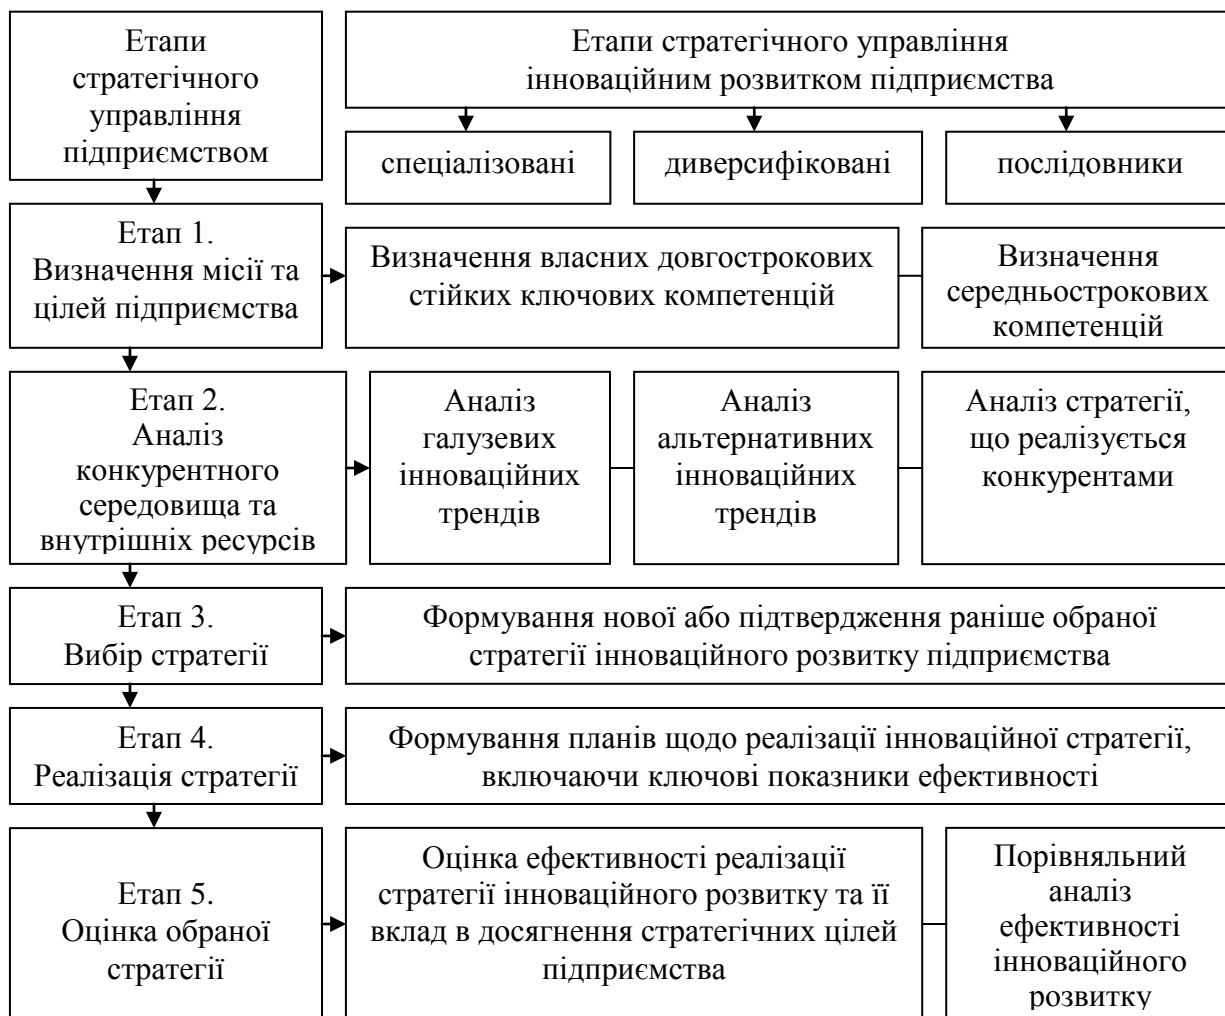 Етапи
стратегічного
управління
підприємством
Етапи стратегічного управління
інноваційним розвитком підприємства
спеціалізовані
диверсифіковані
послідовники
Етап 1.
Визначення місії та
цілей підприємства
Визначення власних довгострокових
стійких ключових компетенцій
Визначення
середньострокових
компетенцій
Етап 2.
Аналіз
конкурентного
середовища та
внутрішніх ресурсів
Аналіз
галузевих
інноваційних
трендів
Аналіз
альтернативних
інноваційних
трендів
Аналіз стратегії,
що реалізується
конкурентами
Етап 3.
Вибір стратегії
Формування нової або підтвердження раніше обраної
стратегії інноваційного розвитку підприємства
Етап 4.
Реалізація стратегії
Формування планів щодо реалізації інноваційної стратегії,
включаючи ключові показники ефективності
Етап 5.
Оцінка обраної
стратегії
Оцінка ефективності реалізації
стратегії інноваційного розвитку та її
вклад в досягнення стратегічних цілей
підприємства
Порівняльний
аналіз
ефективності
інноваційного
розвитку